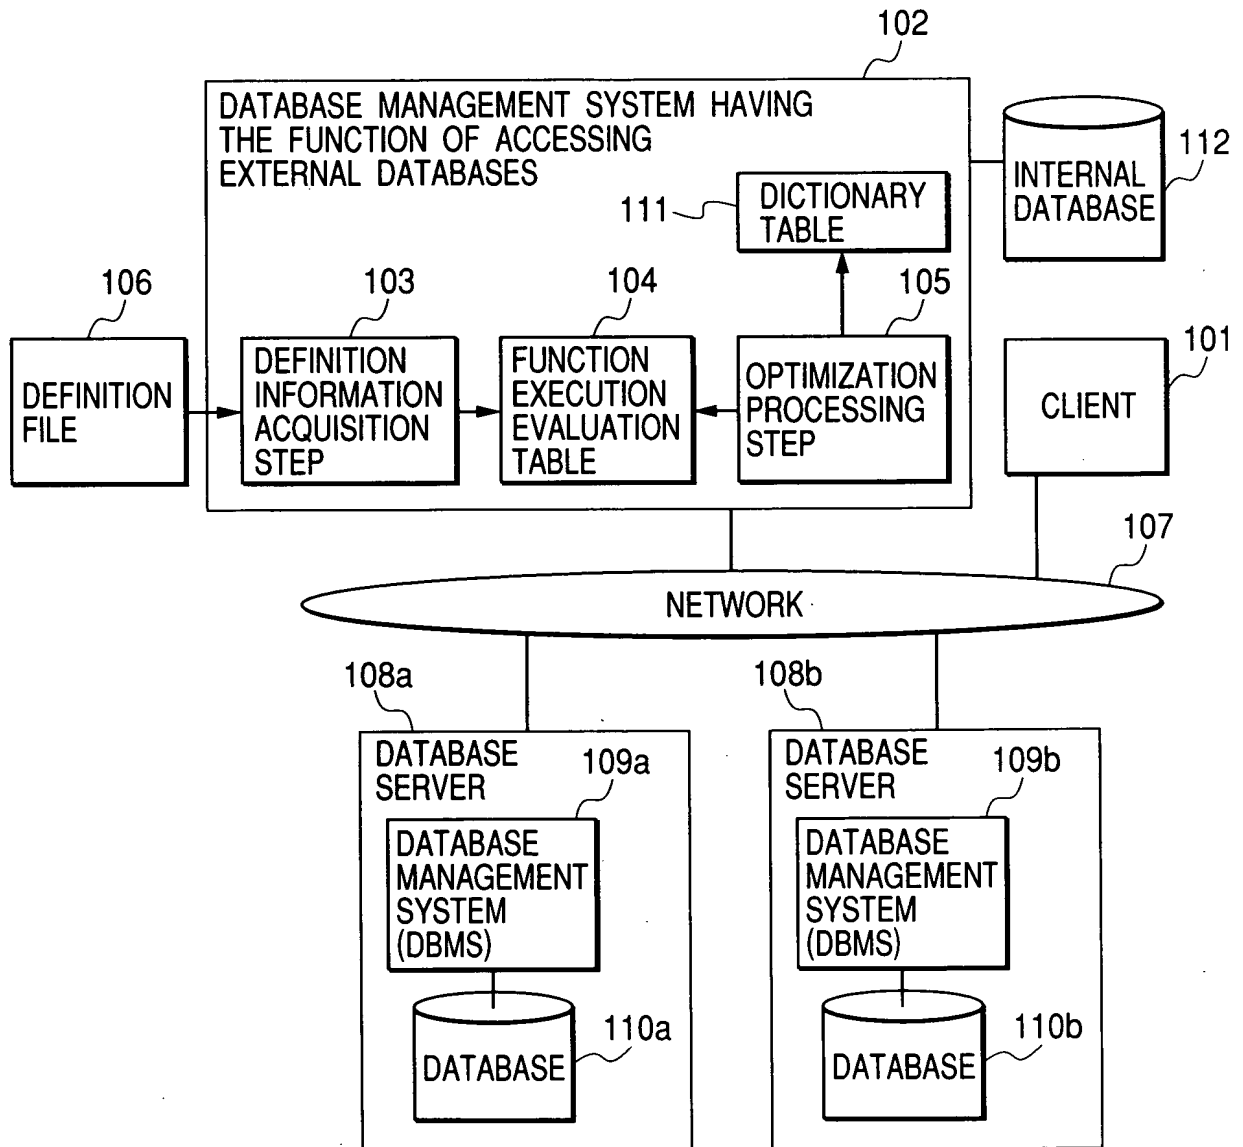 102
DATABASE MANAGEMENT SYSTEM HAVING
THE FUNCTION OF ACCESSING
EXTERNAL DATABASES
112
INTERNAL
DATABASE
111
DICTIONARY
TABLE
106
103
104
105
101
DEFINITION
FILE
DEFINITION
INFORMATION
ACQUISITION
STEP
FUNCTION
EXECUTION
EVALUATION
TABLE
OPTIMIZATION
PROCESSING
STEP
CLIENT
107
NETWORK
108a
DATABASE
SERVER
109a
DATABASE
MANAGEMENT
SYSTEM
(DBMS)
110a
DATABASE
108b
DATABASE
SERVER
109b
DATABASE
MANAGEMENT
SYSTEM
(DBMS)
110b
DATABASE